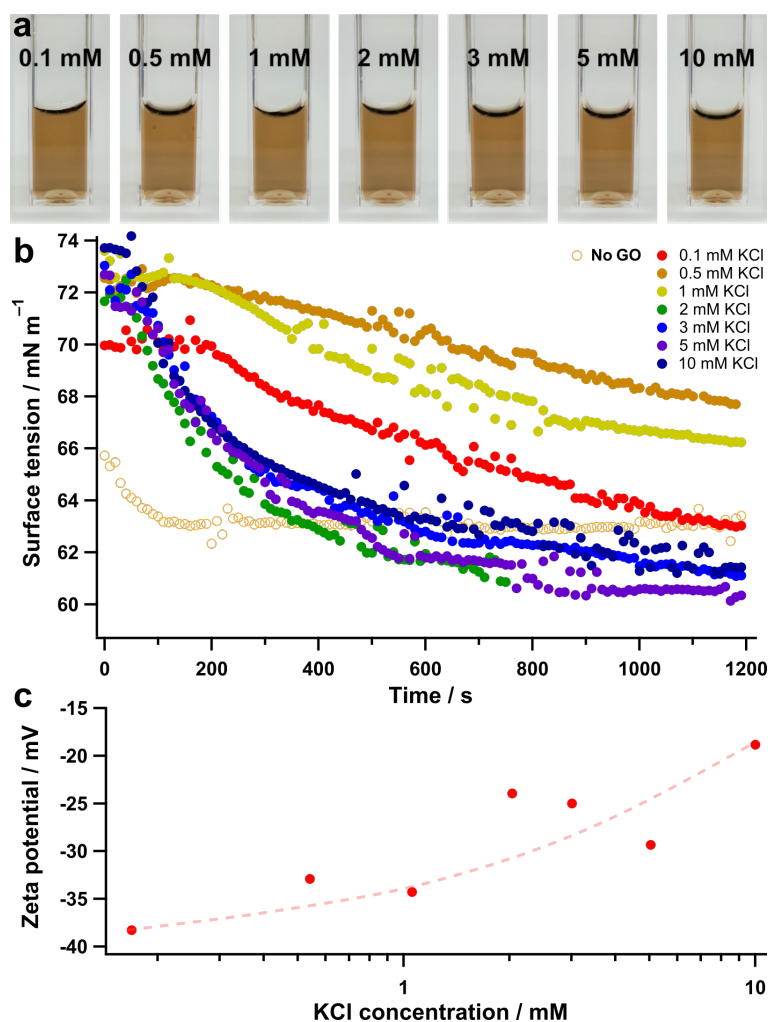 a
0.1 mM 0.5 mM 1 mM 2 mM 3 mM 5 mM 10 mM
b
74
72
70
68
66
64
62
60
Surface tension / mN m⁻¹
No GO
0.1 mM KCl
0.5 mM KCl
1 mM KCl
2 mM KCl
3 mM KCl
5 mM KCl
10 mM KCl
0 200 400 600 800 1000 1200
Time / s
c
-15
-20
-25
-30
-35
-40
Zeta potential / mV
1 10
KCl concentration / mM